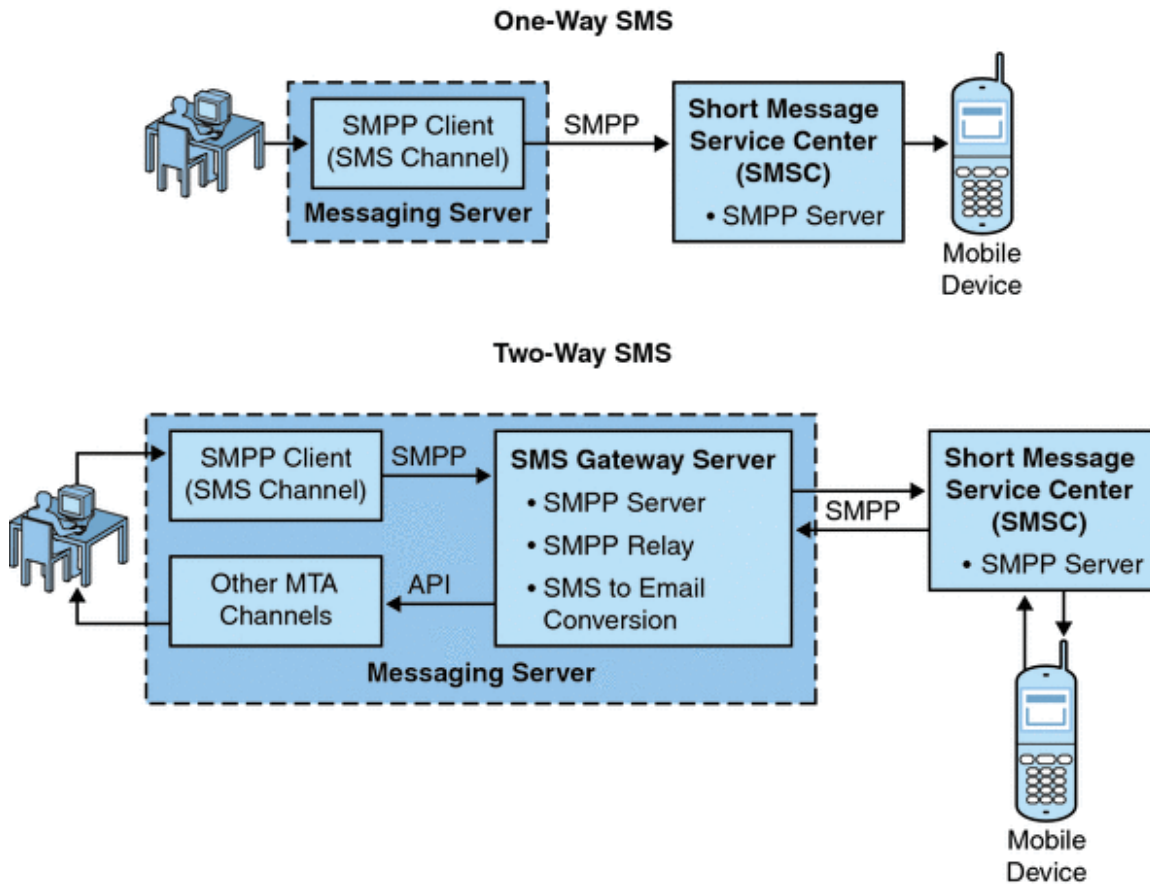 One-Way SMS
SMPP Client
(SMS Channel)
Messaging Server
SMPP
Short Message
Service Center
(SMSC)
• SMPP Server
Mobile
Device
Two-Way SMS
SMPP Client
(SMS Channel)
SMPP
SMS Gateway Server
• SMPP Server
• SMPP Relay
• SMS to Email
Conversion
Other MTA
Channels
API
Messaging Server
SMPP
Short Message
Service Center
(SMSC)
• SMPP Server
Mobile
Device